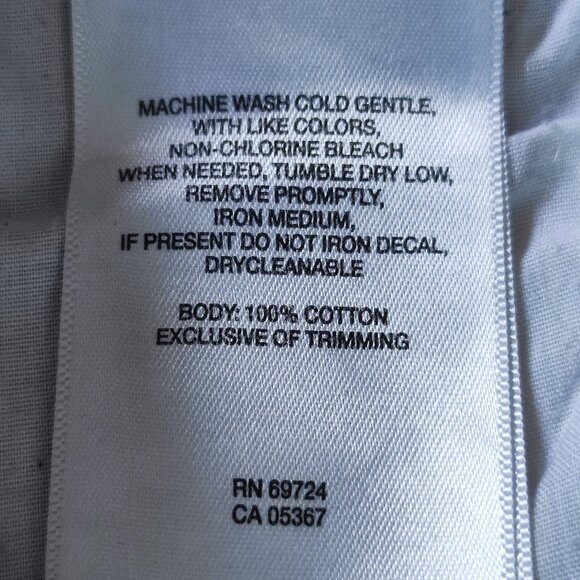 MACHINE WASH COLD GENTLE,
WITH LIKE COLORS,
NON-CHLORINE BLEACH
WHEN NEEDED, TUMBLE DRY LOW,
REMOVE PROMPTLY,
IRON MEDIUM,
IF PRESENT DO NOT IRON DECAL,
DRYCLEANABLE
BODY: 100% COTTON
EXCLUSIVE OF TRIMMING
RN 69724
CA 05367